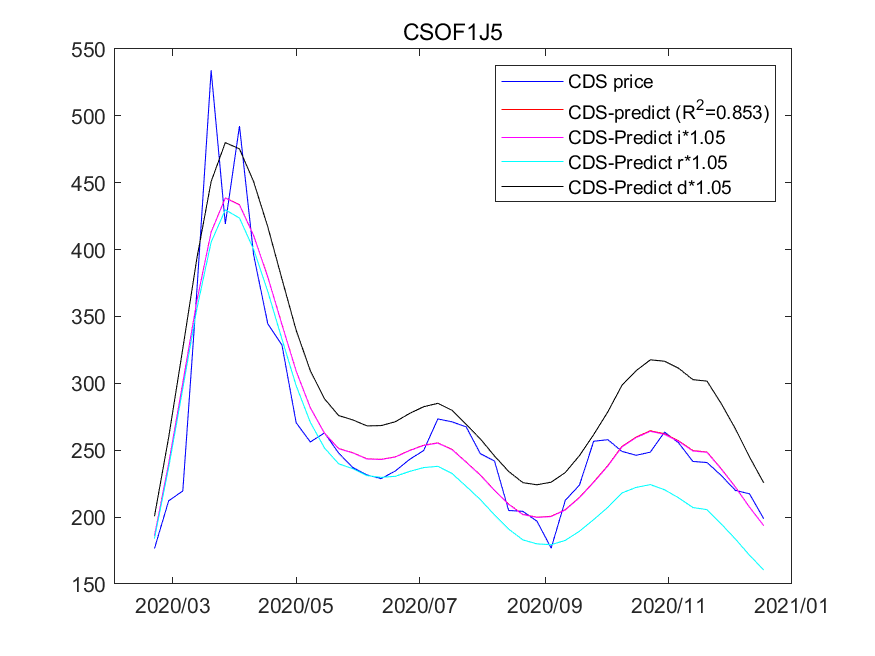 CSOF1J5
550
500
450
400
350
300
250
200
150
CDS price
CDS-predict (R²=0.853)
CDS-Predict i*1.05
CDS-Predict r*1.05
CDS-Predict d*1.05
2020/03 2020/05 2020/07 2020/09 2020/11 2021/01